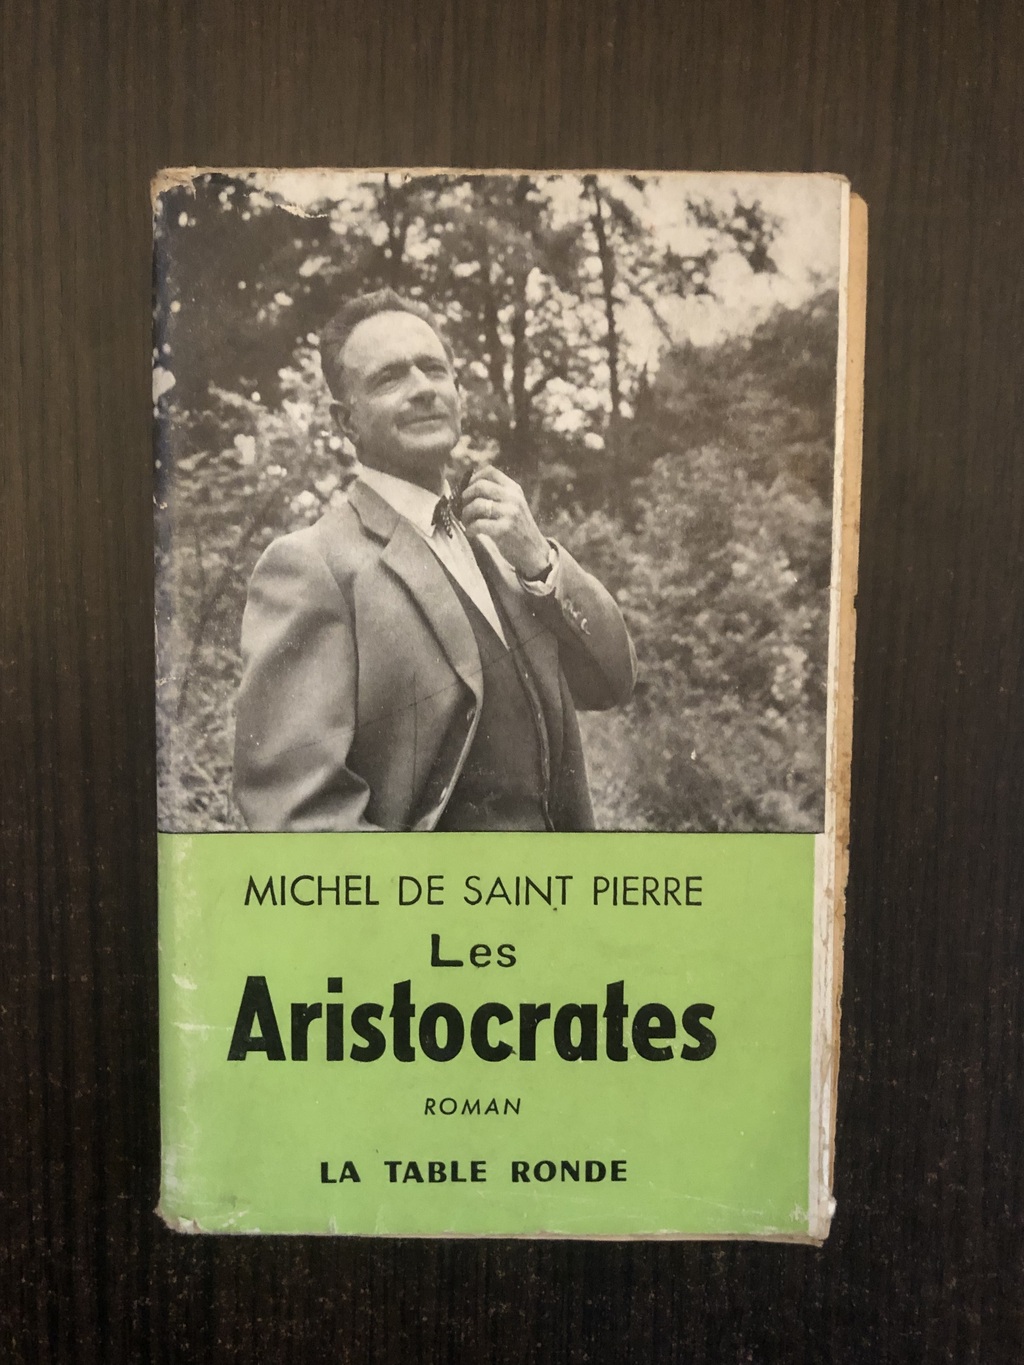 MICHEL DE SAINT PIERRE
Les
Aristocrates
ROMAN
LA TABLE RONDE